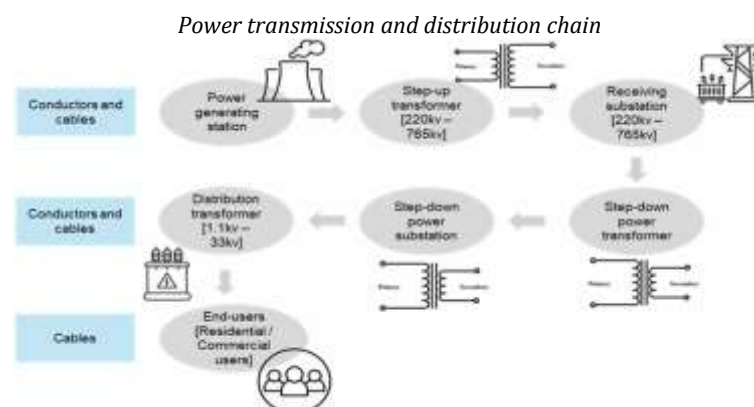 Power transmission and distribution chain
Conductors and
cables
Power
generating
station
Step-up
transformer
[220kv –
765kv]
Receiving
substation
[220kv –
765kv]
Conductors and
cables
Distribution
transformer
[1.1kv –
33kv]
Step-down
power
substation
Step-down
power
transformer
Cables
End-users
[Residential /
Commercial
users]